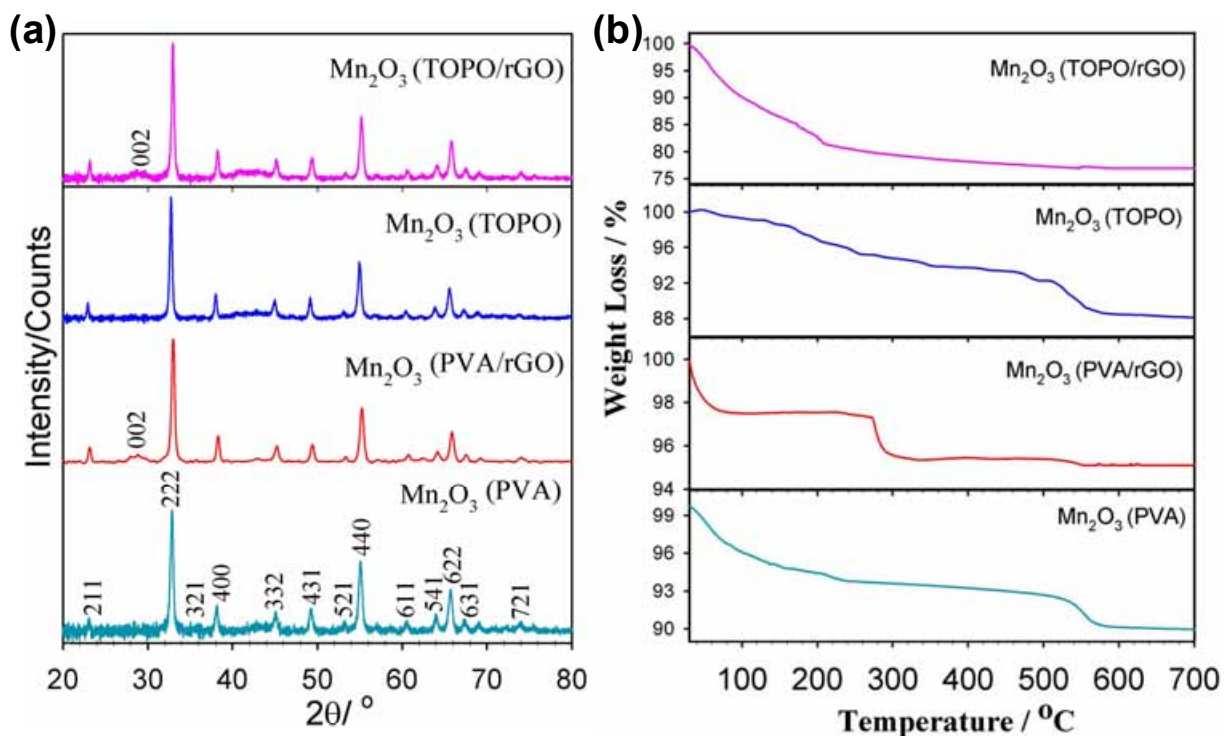 (a)
Mn2O3 (TOPO/rGO)
002
Mn2O3 (TOPO)
Mn2O3 (PVA/rGO)
002
Mn2O3 (PVA)
211
222
321
400
332
431
521
440
611
541
622
631
721
Intensity/Counts
20 30 40 50 60 70 80
2θ/ °
(b)
Mn2O3 (TOPO/rGO)
100
95
90
85
80
75
Mn2O3 (TOPO)
100
96
92
88
Mn2O3 (PVA/rGO)
100
98
96
94
Mn2O3 (PVA)
99
96
93
90
Weight Loss / %
100 200 300 400 500 600 700
Temperature / °C